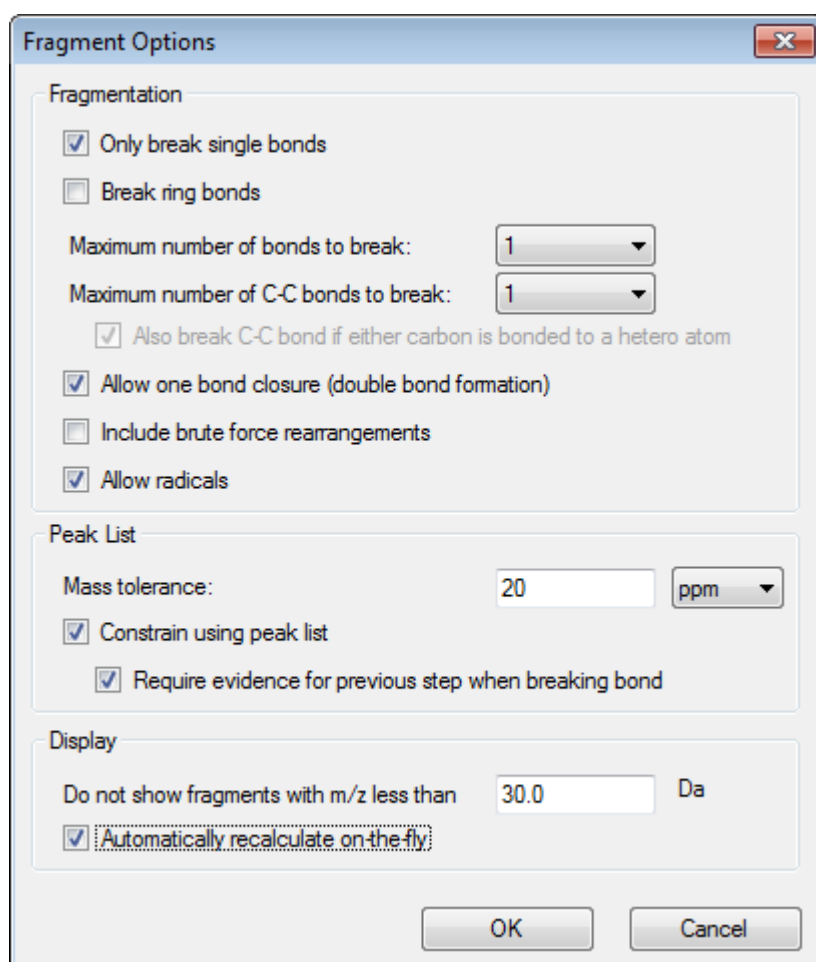 Fragment Options
Fragmentation
Only break single bonds
Break ring bonds
Maximum number of bonds to break: 1
Maximum number of C-C bonds to break: 1
Also break C-C bond if either carbon is bonded to a hetero atom
Allow one bond closure (double bond formation)
Include brute force rearrangements
Allow radicals
Peak List
Mass tolerance: 20 ppm
Constrain using peak list
Require evidence for previous step when breaking bond
Display
Do not show fragments with m/z less than 30.0 Da
Automatically recalculate on-the-fly
OK Cancel